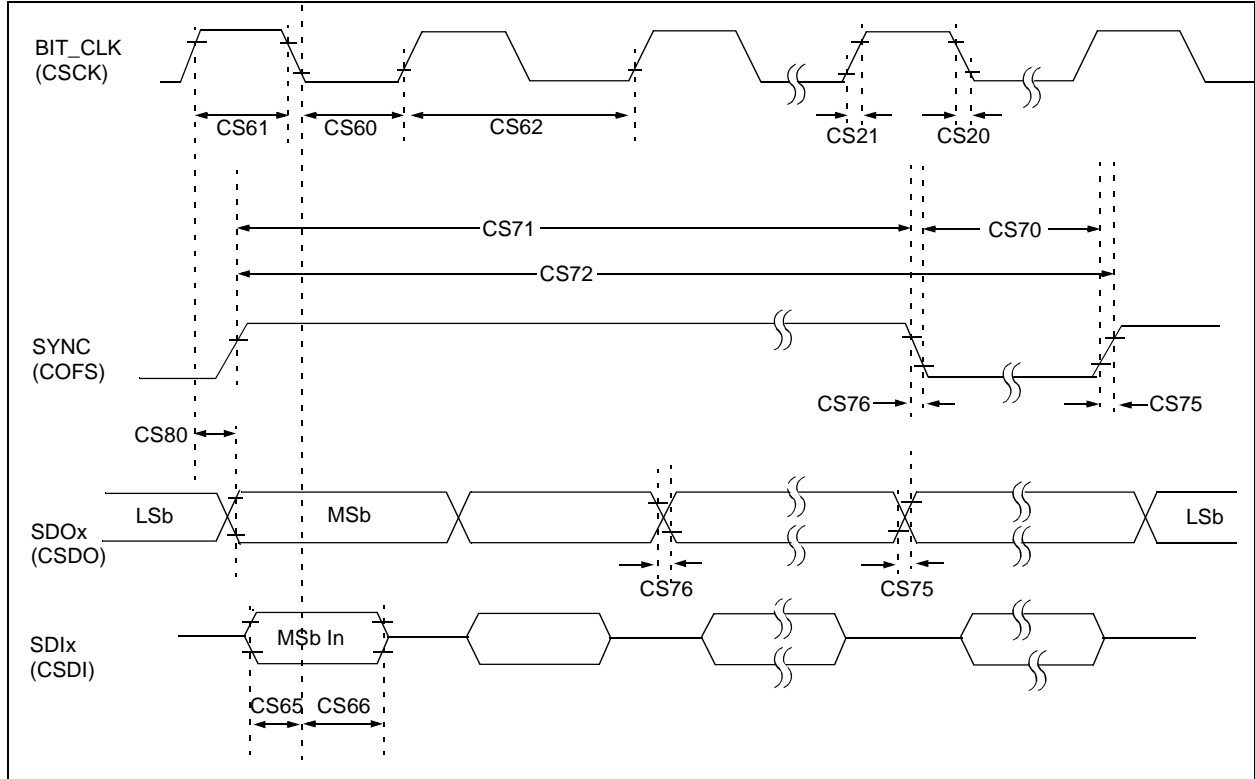 BIT_CLK
(CSCK)
CS61
CS60
CS62
CS21
CS20
CS71
CS70
CS72
SYNC
(COFS)
CS76
CS75
CS80
SDOx
(CSDO)
LSb
MSb
LSb
CS76
CS75
SDIx
(CSDI)
MSb In
CS65
CS66